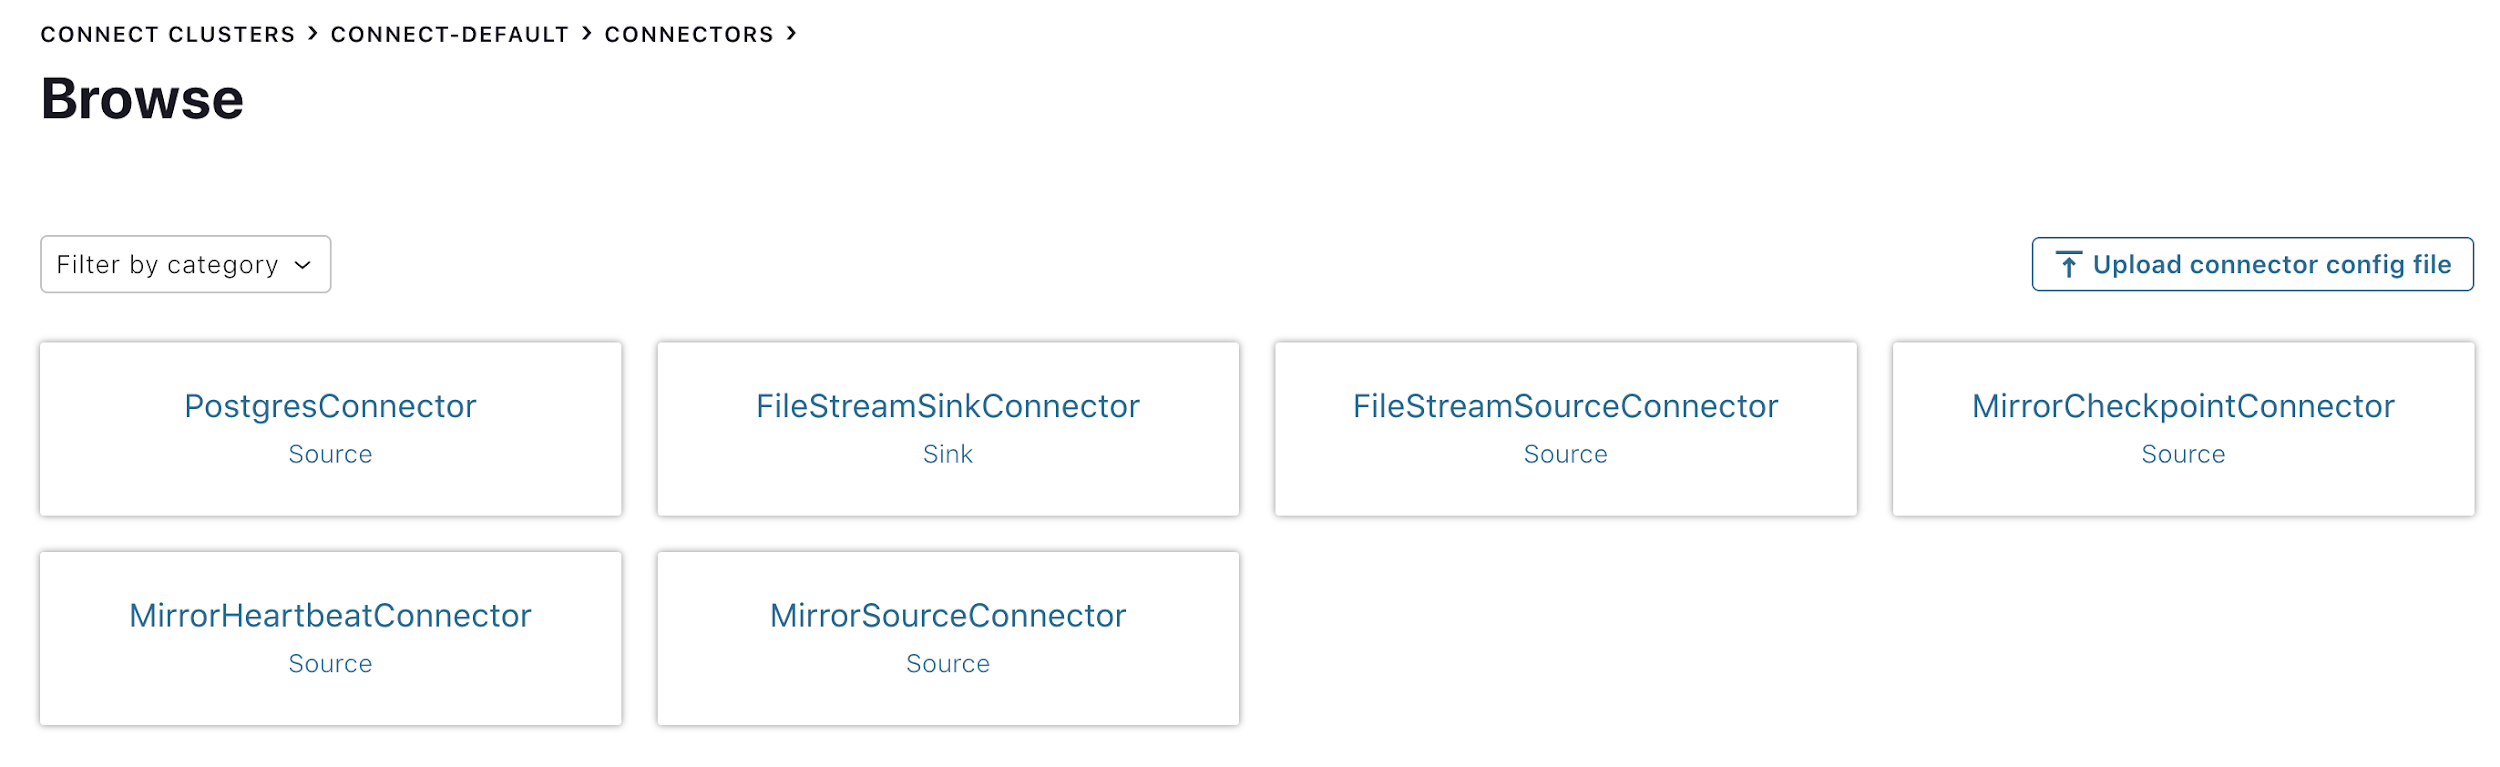 CONNECT CLUSTERS > CONNECT-DEFAULT > CONNECTORS >
Browse
Filter by category
Upload connector config file
PostgresConnector
Source
FileStreamSinkConnector
Sink
FileStreamSourceConnector
Source
MirrorCheckpointConnector
Source
MirrorHeartbeatConnector
Source
MirrorSourceConnector
Source